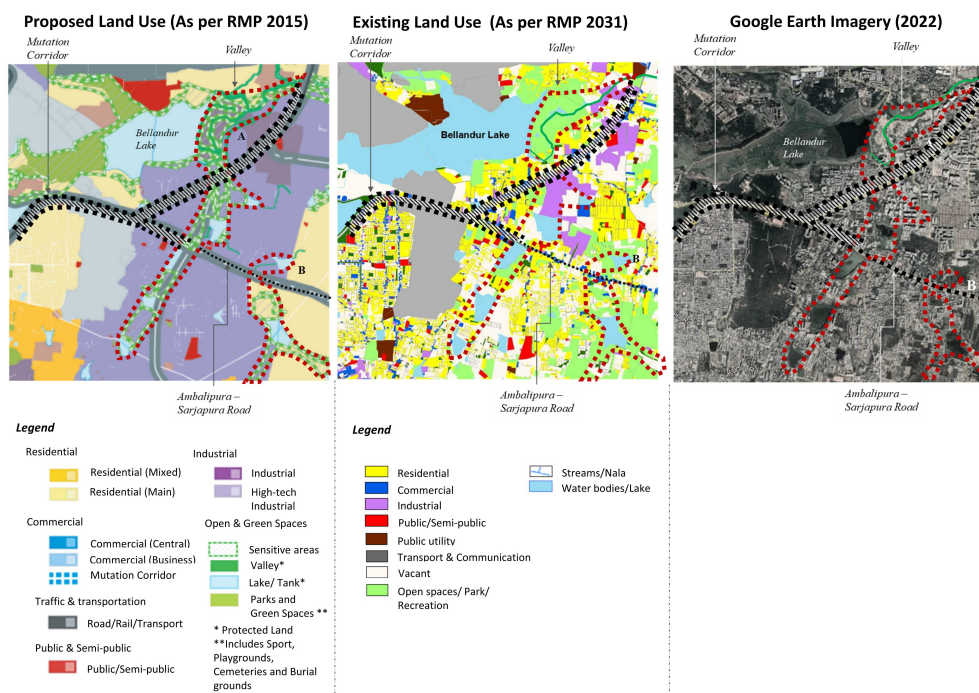 Proposed Land Use (As per RMP 2015)
Existing Land Use (As per RMP 2031)
Google Earth Imagery (2022)
Mutation
Corridor
Valley
Bellandur
Lake
A
B
Ambalipura –
Sarjapura Road
Mutation
Corridor
Valley
Bellandur Lake
A
B
Ambalipura –
Sarjapura Road
Mutation
Corridor
Valley
Bellandur
Lake
A
B
Ambalipura –
Sarjapura Road
Legend
Residential
Residential (Mixed)
Residential (Main)
Commercial
Commercial (Central)
Commercial (Business)
Mutation Corridor
Traffic & transportation
Road/Rail/Transport
Public & Semi-public
Public/Semi-public
Industrial
Industrial
High-tech
Industrial
Open & Green Spaces
Sensitive areas
Valley*
Lake/ Tank*
Parks and
Green Spaces **
* Protected Land
**Includes Sport,
Playgrounds,
Cemeteries and Burial
grounds
Legend
Residential
Commercial
Industrial
Public/Semi-public
Public utility
Transport & Communication
Vacant
Open spaces/ Park/
Recreation
Streams/Nala
Water bodies/Lake